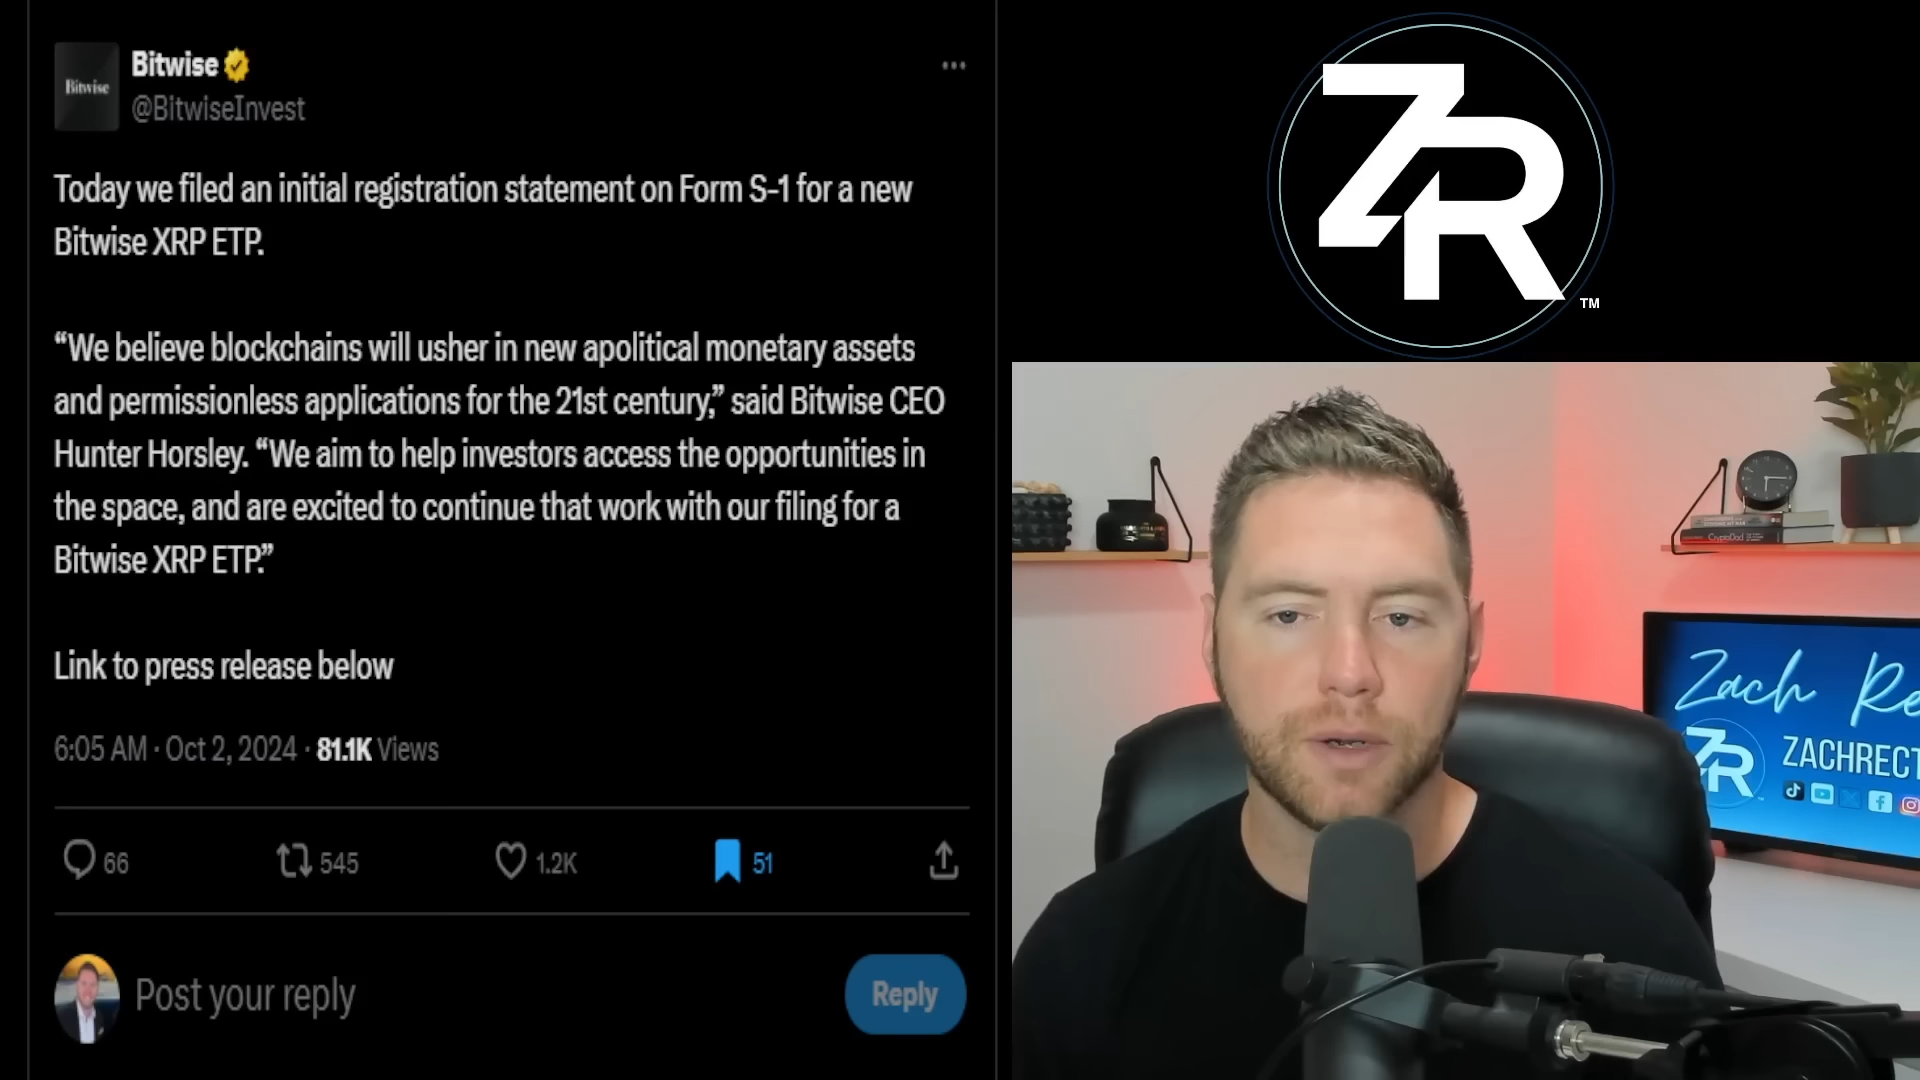 Bitwise
Bitwise
@BitwiseInvest
Today we filed an initial registration statement on Form S-1 for a new
Bitwise XRP ETP.
“We believe blockchains will usher in new apolitical monetary assets
and permissionless applications for the 21st century,” said Bitwise CEO
Hunter Horsley. “We aim to help investors access the opportunities in
the space, and are excited to continue that work with our filing for a
Bitwise XRP ETP.”
Link to press release below
6:05 AM · Oct 2, 2024 · 81.1K Views
66 545 1.2K 51
Post your reply
Reply
ZR
TM
CryptoDad
Zach Re
ZR
ZACHRECT